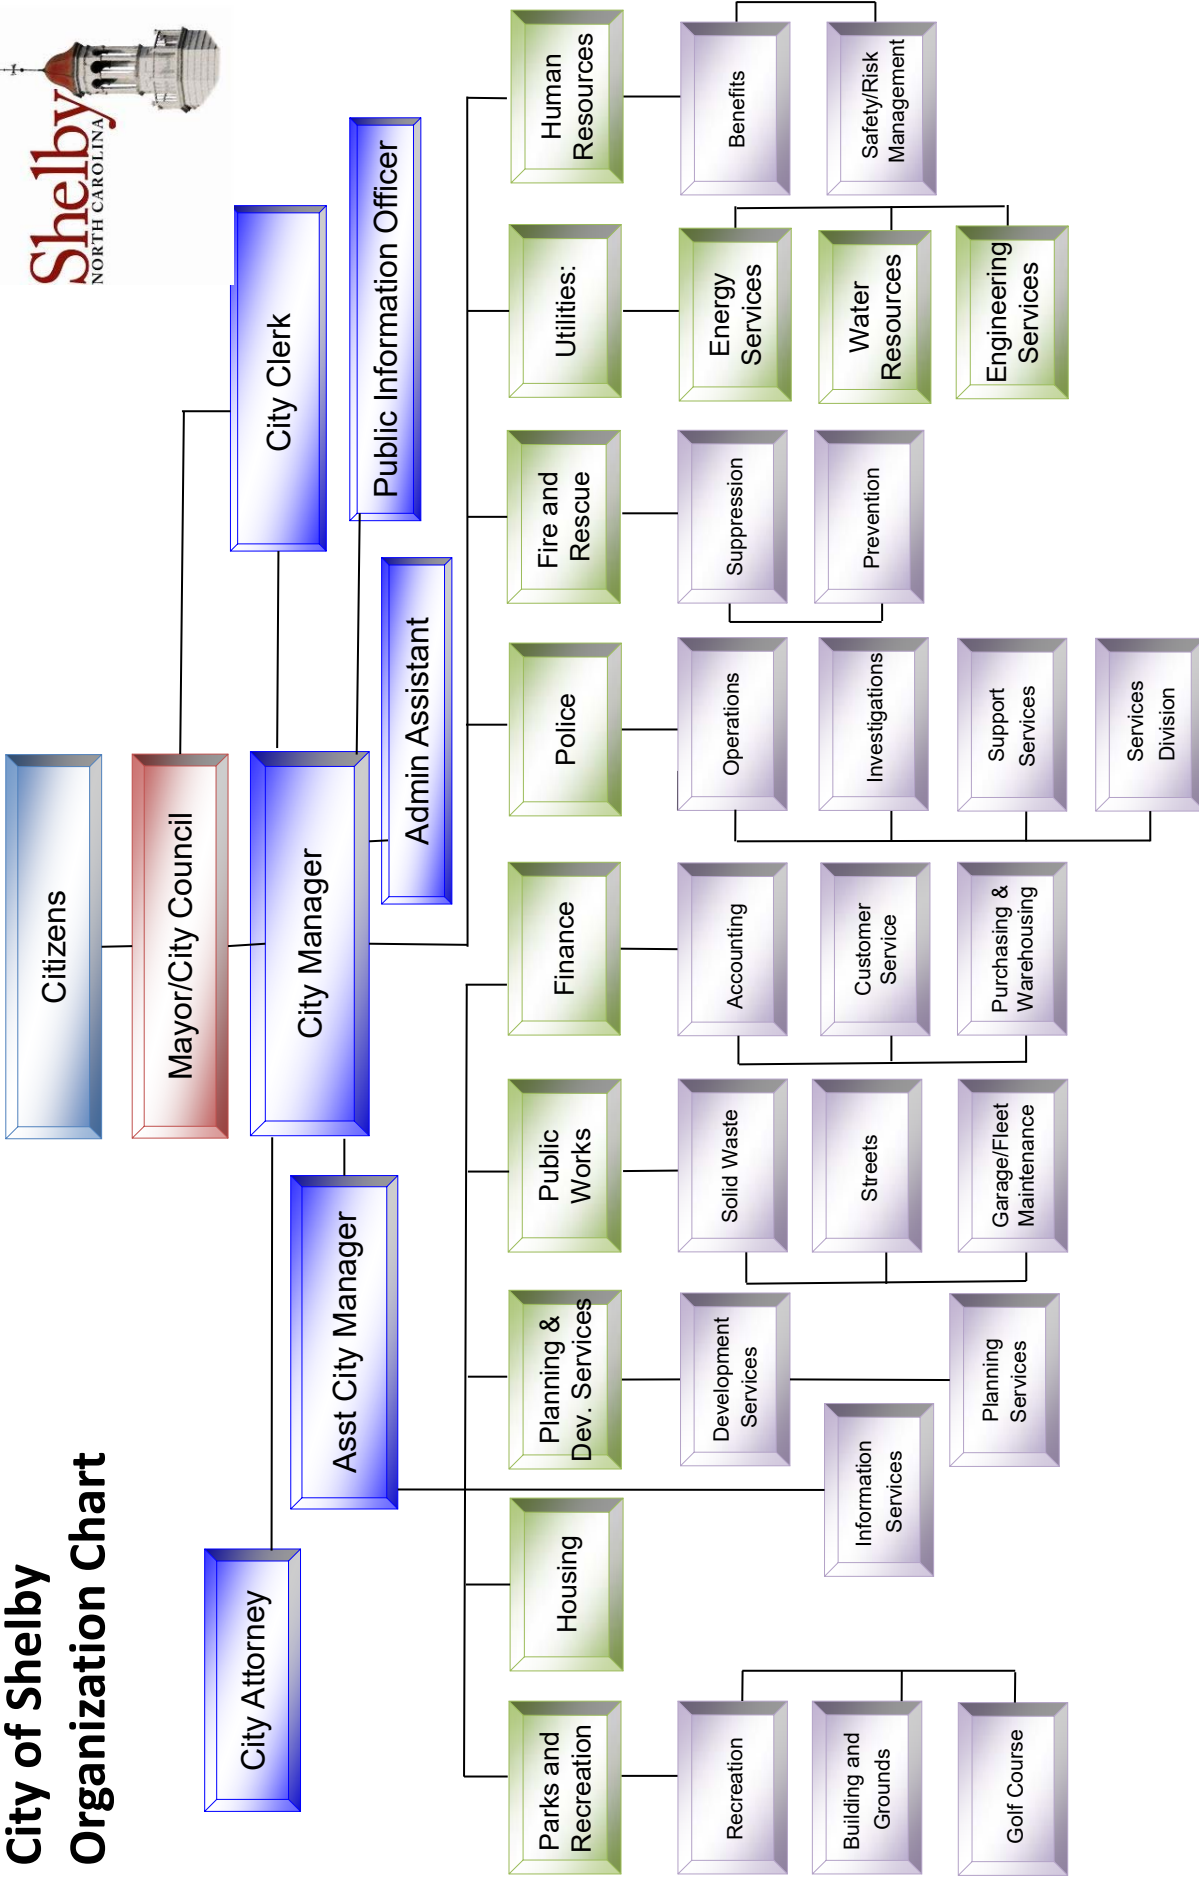 City of Shelby
Organization Chart
Shelby
NORTH CAROLINA
Citizens
Mayor/City Council
City Attorney
City Manager
City Clerk
Asst City Manager
Public Information Officer
Admin Assistant
Parks and
Recreation
Housing
Planning &
Dev. Services
Public
Works
Finance
Police
Fire and
Rescue
Utilities:
Human
Resources
Recreation
Development
Services
Solid Waste
Accounting
Operations
Suppression
Energy
Services
Benefits
Building and
Grounds
Information
Services
Streets
Customer
Service
Investigations
Prevention
Water
Resources
Safety/Risk
Management
Golf Course
Planning
Services
Garage/Fleet
Maintenance
Purchasing &
Warehousing
Support
Services
Engineering
Services
Services
Division